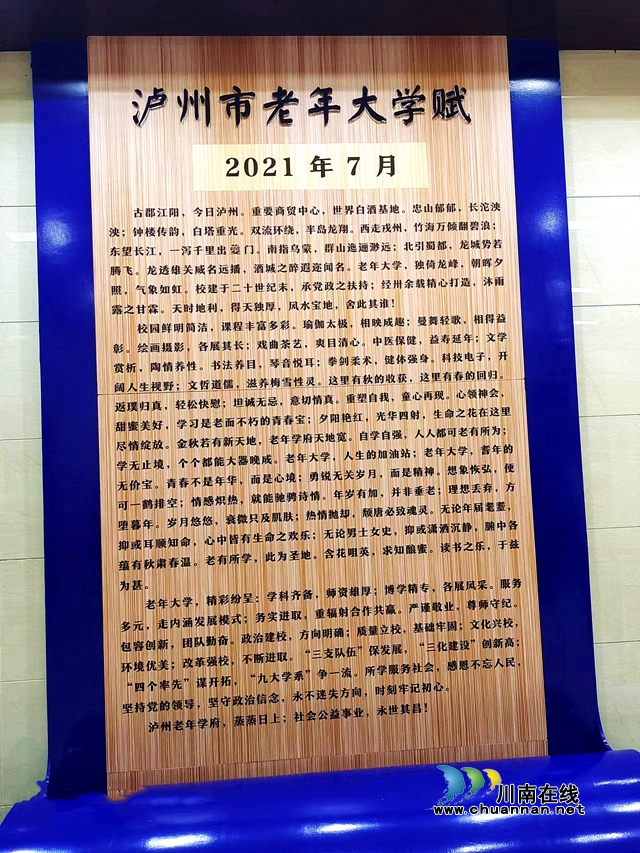 泸州市老年大学赋
2021 年 7 月
古郡江阳，今日泸州。重要商贸中心，世界白酒基地。忠山郁郁，长沱泱
泱；钟楼传韵，白塔重光。双流环绕，半岛龙翔。西走戎州，竹海万倾翻碧浪；
东望长江，一泻千里出夔门。南指乌蒙，群山迤逦渺远；北引蜀都，龙城势若
腾飞。龙透雄关威名远播，酒城之醉遐迩闻名。老年大学，独倚龙峰，朝晖夕
照，气象如虹。校建于二十世纪末，承党政之扶持；经卅余载精心打造，沐雨
露之甘霖。天时地利，得天独厚，风水宝地，舍此其谁！
校园鲜明简洁，课程丰富多彩。瑜伽太极，相映成趣；曼舞轻歌，相得益
彰。绘画摄影，各展其长；戏曲茶艺，爽目清心。中医保健，益寿延年；文学
赏析，陶情养性。书法养目，琴音悦耳；拳剑柔术，健体强身。科技电子，开
阔人生视野；文哲道儒，滋养梅雪性灵。这里有秋的收获，这里有春的回归。
返璞归真，轻松快慰；坦诚无忌，意切情真。重塑自我，童心再现。心领神会，
甜蜜美好，学习是老而不朽的青春宝；夕阳艳红，光华四射，生命之花在这里
尽情绽放。金秋若有新天地，老年学府天地宽。自学自强，人人都可老有所为；
学无止境，个个都能大器晚成。老年大学，人生的加油站；老年大学，耆年的
无价宝。青春不是年华，而是心境；勇锐无关岁月，而是精神。想象恢弘，便
可一鹤排空；情感炽热，就能驰骋诗情。年岁有加，并非垂老；理想丢弃，方
堕暮年。岁月悠悠，衰微只及肌肤；热情抛却，颓唐必致魂灵。无论年届耄耋，
抑或耳顺知命，心中皆有生命之欢乐；无论男士女史，抑或潇洒沉静，腑中各
蕴有秋肃春温。老有所学，此为圣地。含花咀英，求知酿蜜。读书之乐，于兹
为甚。
老年大学，精彩纷呈：学科齐备，师资雄厚；博学精专，各展风采。服务
多元，走内涵发展模式；务实进取，重辐射合作共赢。严谨敬业，尊师守纪。
包容创新，团队勤奋。政治建校，方向明确；质量立校，基础牢固；文化兴校，
环境优美；改革强校，不断进取。“三支队伍”保发展，“三化建设”创新高；
“四个率先”谋开拓，“九大学系”争一流。所学服务社会，感恩不忘人民，
坚持党的领导，坚守政治信念，永不迷失方向，时刻牢记初心。
泸州老年学府，蒸蒸日上；社会公益事业，永世其昌！
川南在线
www.chuannan.net